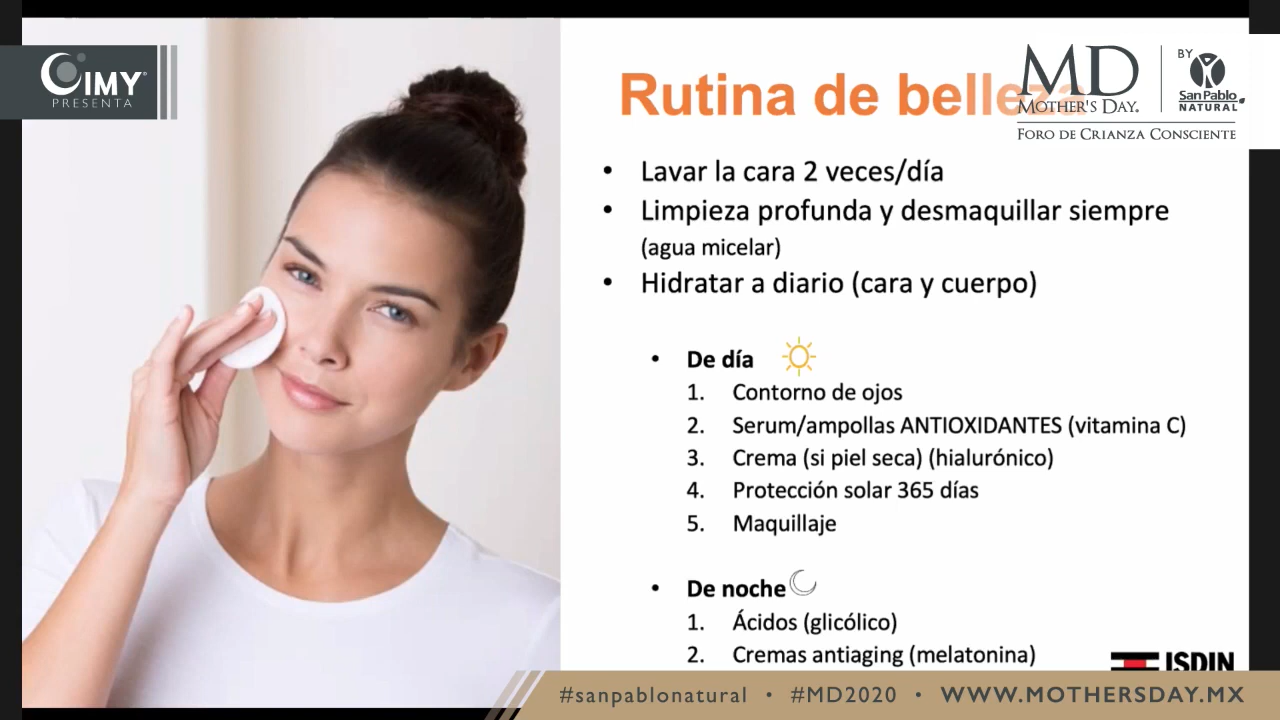 CIMY
PRESENTA
MD
MOTHER'S DAY.
BY
San Pablo
NATURAL
FORO DE CRIANZA CONSCIENTE
Rutina de belleza
• Lavar la cara 2 veces/día
• Limpieza profunda y desmaquillar siempre
(agua micelar)
• Hidratar a diario (cara y cuerpo)
• De día
1. Contorno de ojos
2. Serum/ampollas ANTIOXIDANTES (vitamina C)
3. Crema (si piel seca) (hialurónico)
4. Protección solar 365 días
5. Maquillaje
• De noche
1. Ácidos (glicólico)
2. Cremas antiaging (melatonina)
ISDIN
#sanpablonatural • #MD2020 • WWW.MOTHERSDAY.MX